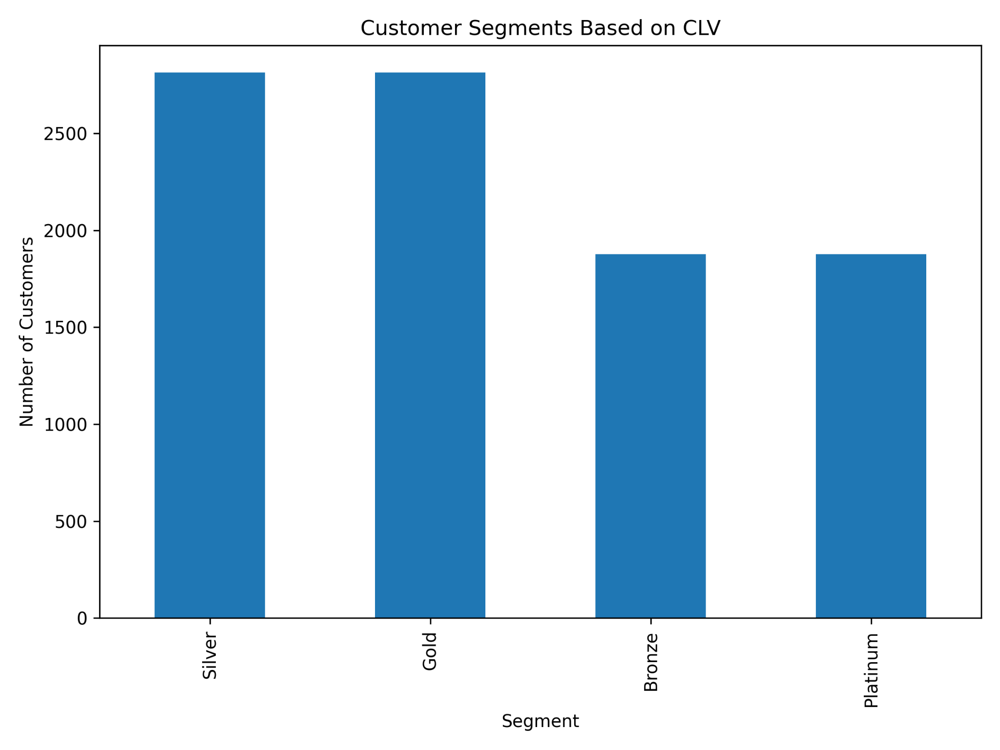 Customer Segments Based on CLV
Number of Customers
2500
2000
1500
1000
500
0
Silver
Gold
Bronze
Platinum
Segment